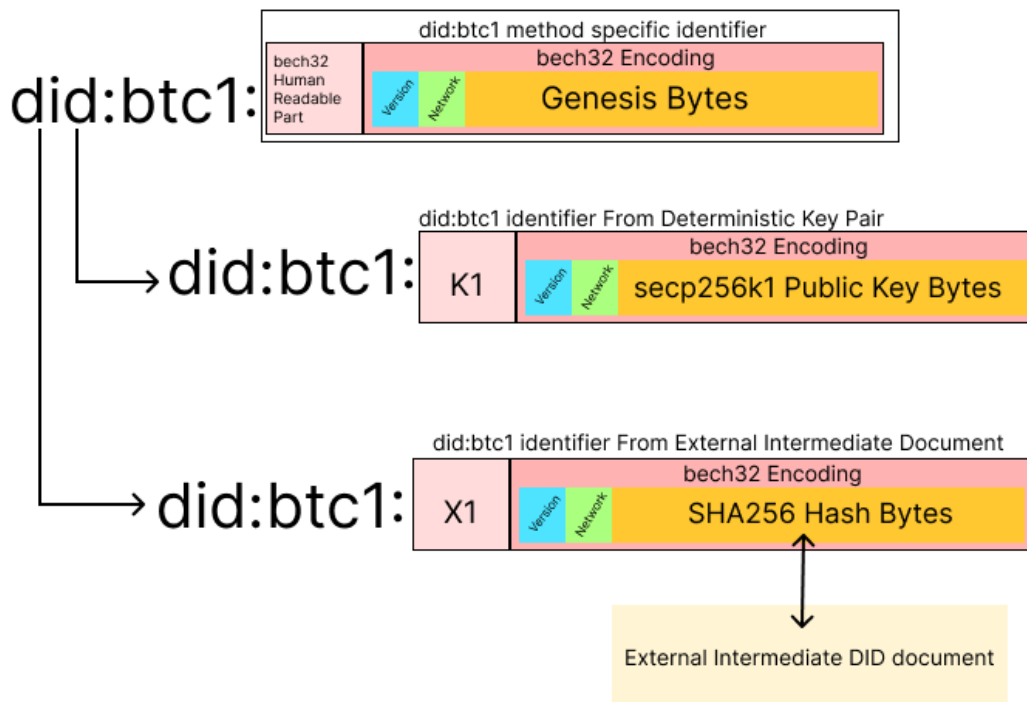 did:btc1 method specific identifier
did:btc1:
bech32
Human
Readable
Part
bech32 Encoding
Version
Network
Genesis Bytes
did:btc1 identifier From Deterministic Key Pair
did:btc1:
K1
bech32 Encoding
Version
Network
secp256k1 Public Key Bytes
did:btc1 identifier From External Intermediate Document
did:btc1:
X1
bech32 Encoding
Version
Network
SHA256 Hash Bytes
External Intermediate DID document